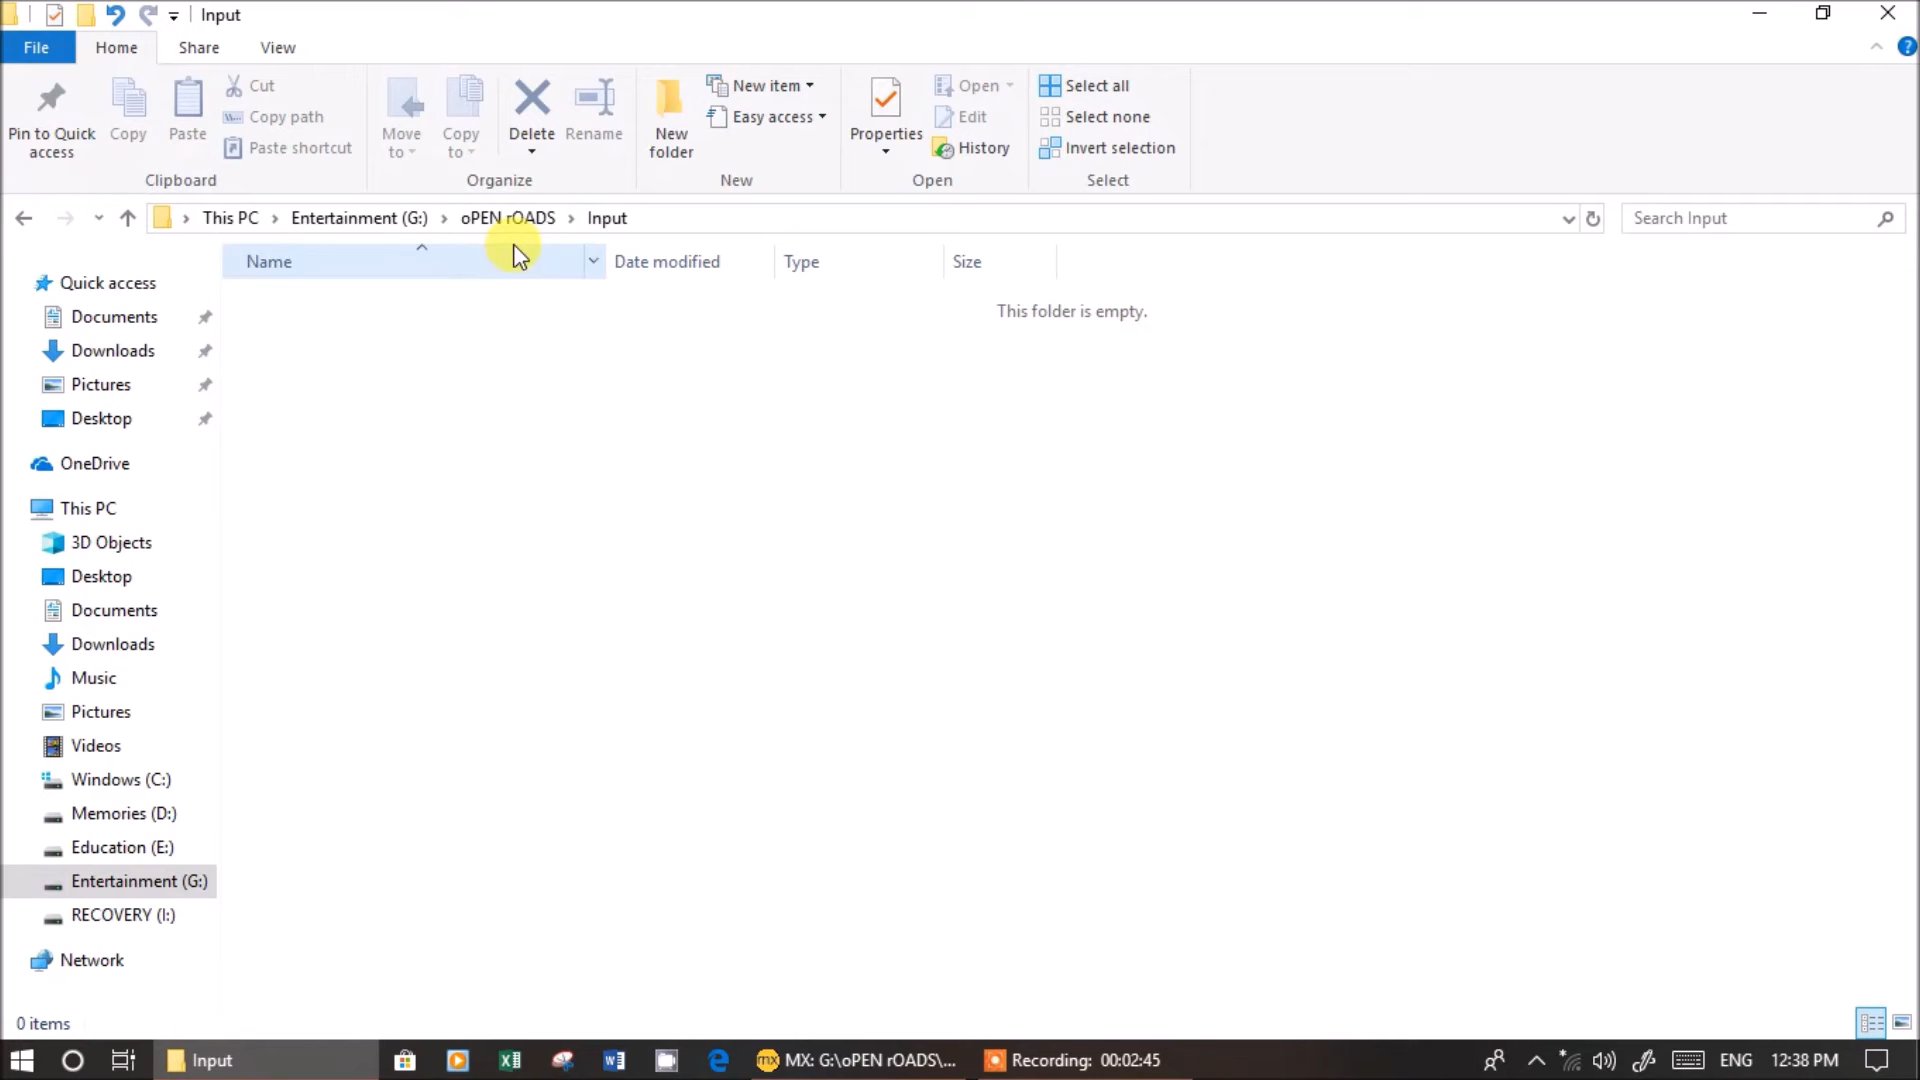 Input
File Home Share View
Pin to Quick access
Copy
Paste
Cut
Copy path
Paste shortcut
Clipboard
Move to
Copy to
Delete
Rename
Organize
New folder
New item
Easy access
New
Properties
Open
Edit
History
Open
Select all
Select none
Invert selection
Select
This PC > Entertainment (G:) > oPEN rOADS > Input
Search Input
Name Date modified Type Size
This folder is empty.
Quick access
Documents
Downloads
Pictures
Desktop
OneDrive
This PC
3D Objects
Desktop
Documents
Downloads
Music
Pictures
Videos
Windows (C:)
Memories (D:)
Education (E:)
Entertainment (G:)
RECOVERY (I:)
Network
0 items
Input
MX: G:\oPEN rOADS\...
Recording: 00:02:45
ENG 12:38 PM